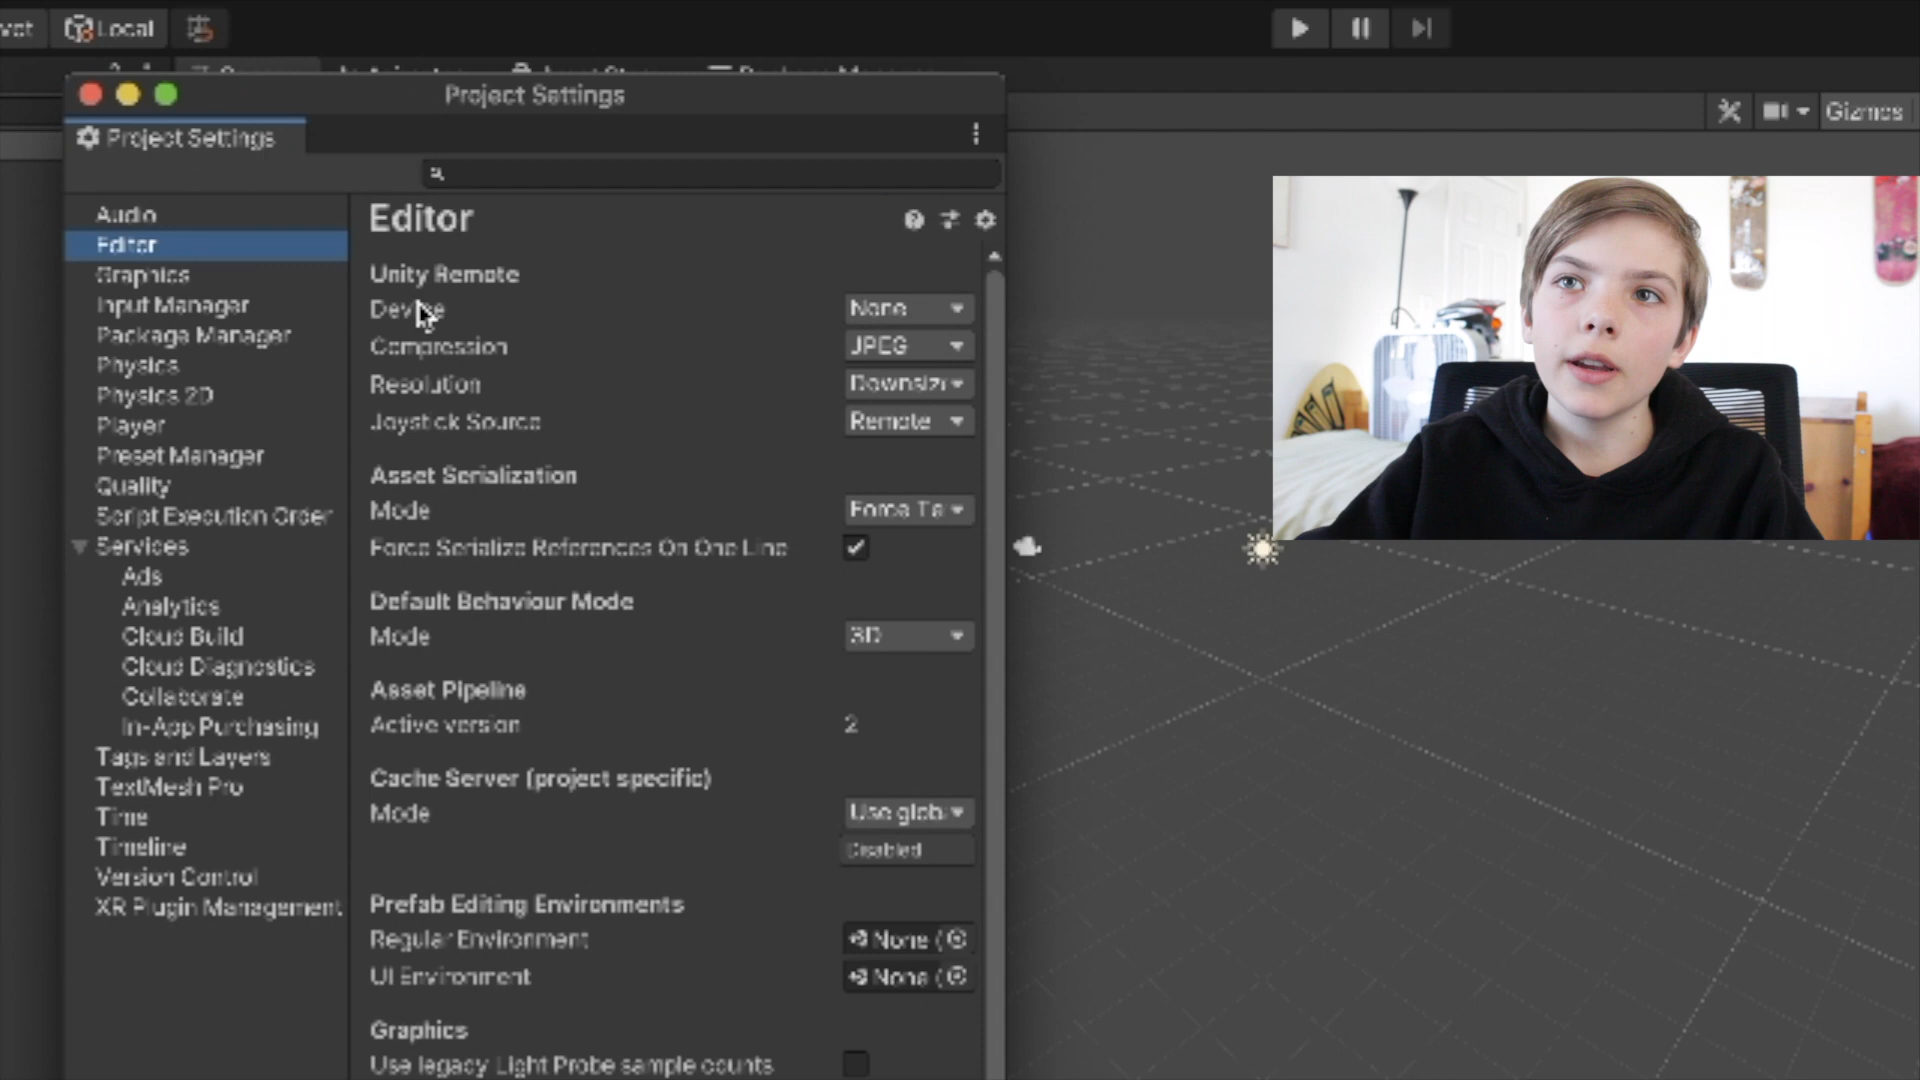 Local
Project Settings
Gizmos
Project Settings
Audio
Editor
Graphics
Input Manager
Package Manager
Physics
Physics 2D
Player
Preset Manager
Quality
Script Execution Order
Services
Ads
Analytics
Cloud Build
Cloud Diagnostics
Collaborate
In-App Purchasing
Tags and Layers
TextMesh Pro
Time
Timeline
Version Control
XR Plugin Management
Editor
Unity Remote
Device None
Compression JPEG
Resolution Downsiz
Joystick Source Remote
Asset Serialization
Mode Force Te
Force Serialize References On One Line
Default Behaviour Mode
Mode 3D
Asset Pipeline
Active version 2
Cache Server (project specific)
Mode Use glob
Disabled
Prefab Editing Environments
Regular Environment None (
UI Environment None (
Graphics
Use legacy Light Probe sample counts